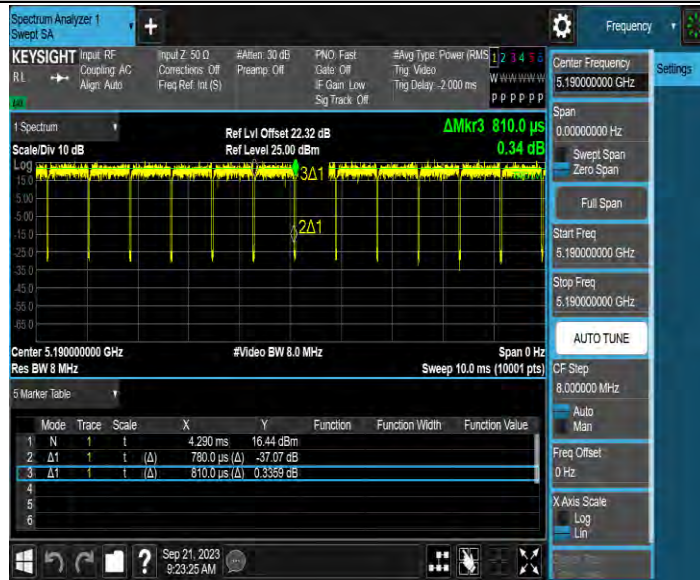 Spectrum Analyzer 1
Swept SA
Frequency
KEYSIGHT Input: RF Input Z: 50 Ω #Atten: 30 dB PNO: Fast #Avg Type: Power (RMS 1 2 3 4 5 6
RL Coupling: AC Corrections: Off Preamp: Off Gate: Off Trig: Video
Align: Auto Freq Ref: Int (S) IF Gain: Low Trig Delay: -2.000 ms
Sig Track: Off P P P P P P
Center Frequency
5.190000000 GHz
Settings
Span
0.00000000 Hz
Swept Span
Zero Span
Full Span
Start Freq
5.190000000 GHz
Stop Freq
5.190000000 GHz
AUTO TUNE
CF Step
8.000000 MHz
Auto
Man
Freq Offset
0 Hz
X Axis Scale
Log
Lin
1 Spectrum
Scale/Div 10 dB
Ref Lvl Offset 22.32 dB
Ref Level 25.00 dBm
ΔMkr3 810.0 µs
0.34 dB
Log
15.0
5.00
-5.00
-15.0
-25.0
-35.0
-45.0
-55.0
-65.0
3Δ1
2Δ1
Center 5.190000000 GHz #Video BW 8.0 MHz Span 0 Hz
Res BW 8 MHz Sweep 10.0 ms (10001 pts)
5 Marker Table
Mode Trace Scale X Y Function Function Width Function Value
1 N 1 t 4.290 ms 16.44 dBm
2 Δ1 1 t (Δ) 780.0 µs (Δ) -37.07 dB
3 Δ1 1 t (Δ) 810.0 µs (Δ) 0.3359 dB
4
5
6
Sep 21, 2023
9:23:25 AM